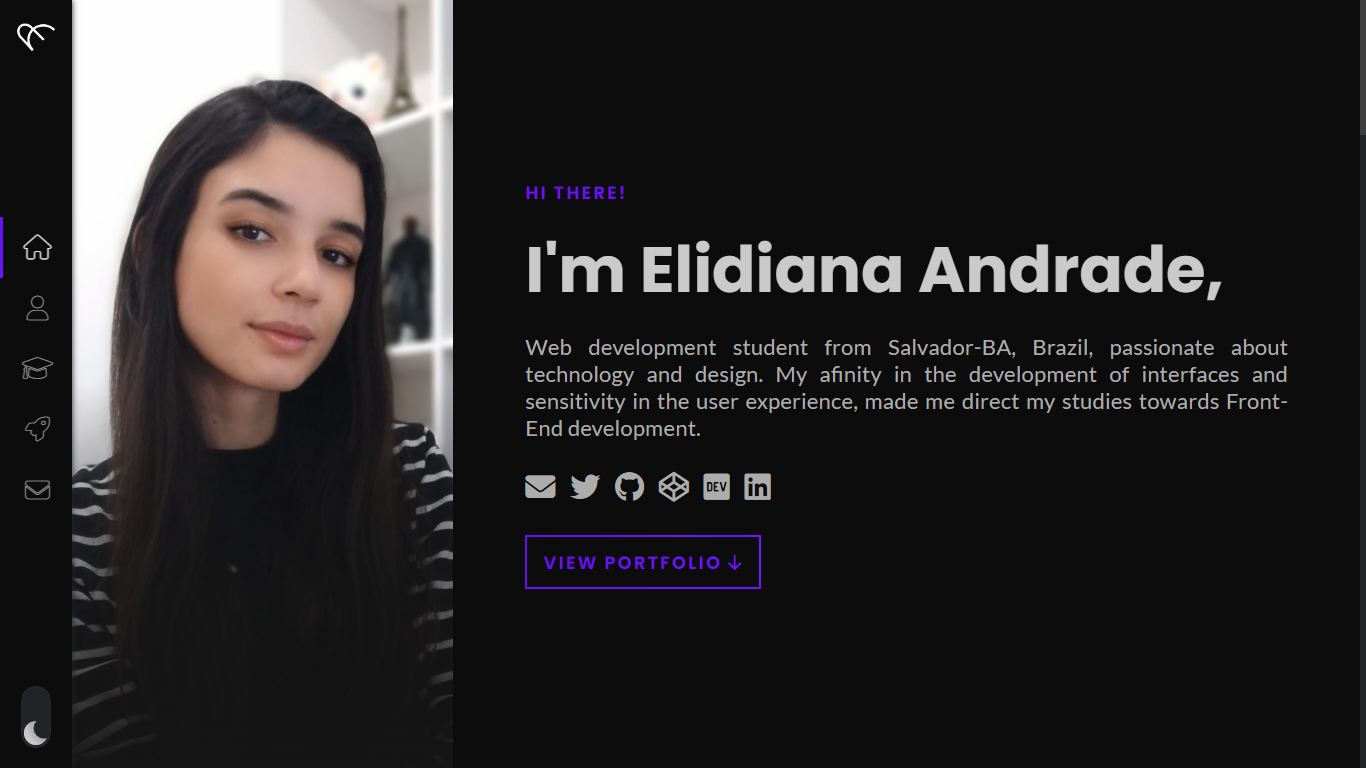 HI THERE!
I'm Elidiana Andrade,
Web development student from Salvador-BA, Brazil, passionate about
technology and design. My afinity in the development of interfaces and
sensitivity in the user experience, made me direct my studies towards Front-
End development.
DEV
in
VIEW PORTFOLIO ↓